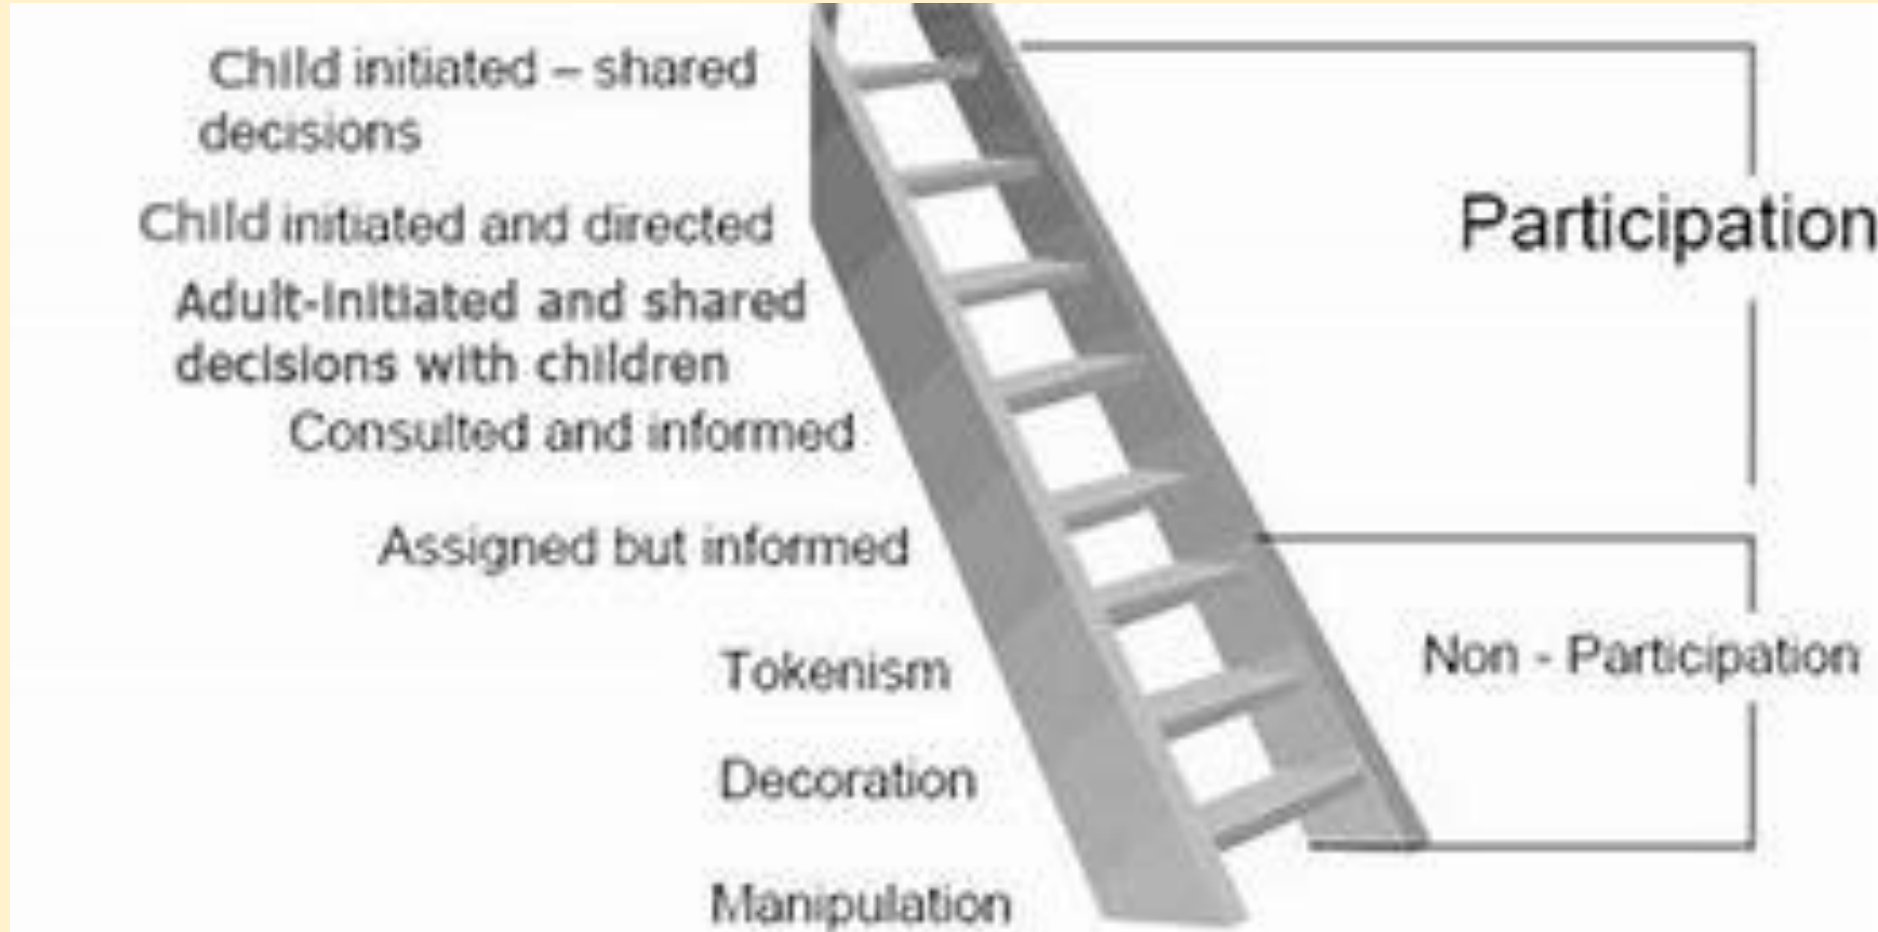 Child initiated – shared
decisions
Child initiated and directed
Adult-Initiated and shared
decisions with children
Consulted and informed
Assigned but informed
Tokenism
Decoration
Manipulation
Participation
Non - Participation